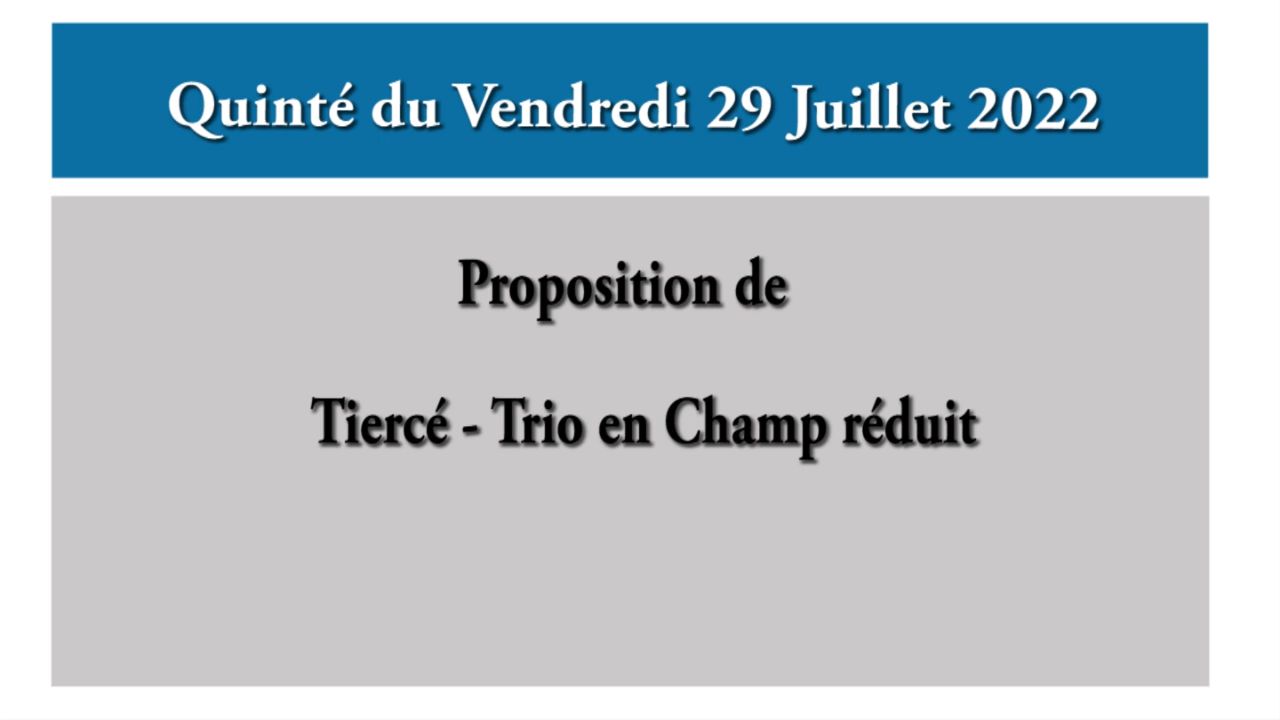 Quinté du Vendredi 29 Juillet 2022
Proposition de
Tiercé - Trio en Champ réduit